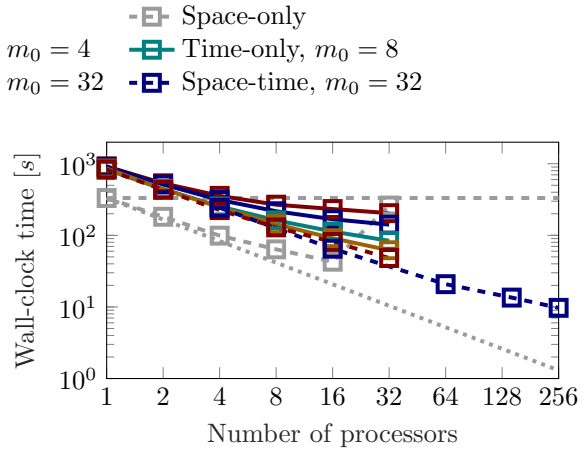 Space-only
m₀ = 4 Time-only, m₀ = 8
m₀ = 32 Space-time, m₀ = 32
Wall-clock time [s]
10³
10²
10¹
10⁰
1 2 4 8 16 32 64 128 256
Number of processors